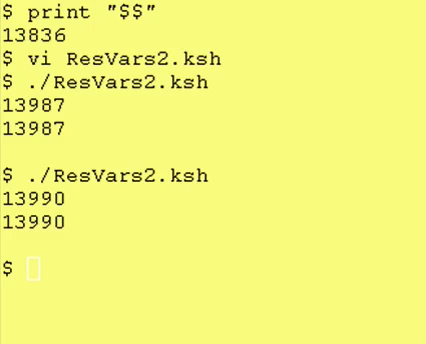 $ print "$$"
13836
$ vi ResVars2.ksh
$ ./ResVars2.ksh
13987
13987
$ ./ResVars2.ksh
13990
13990
$